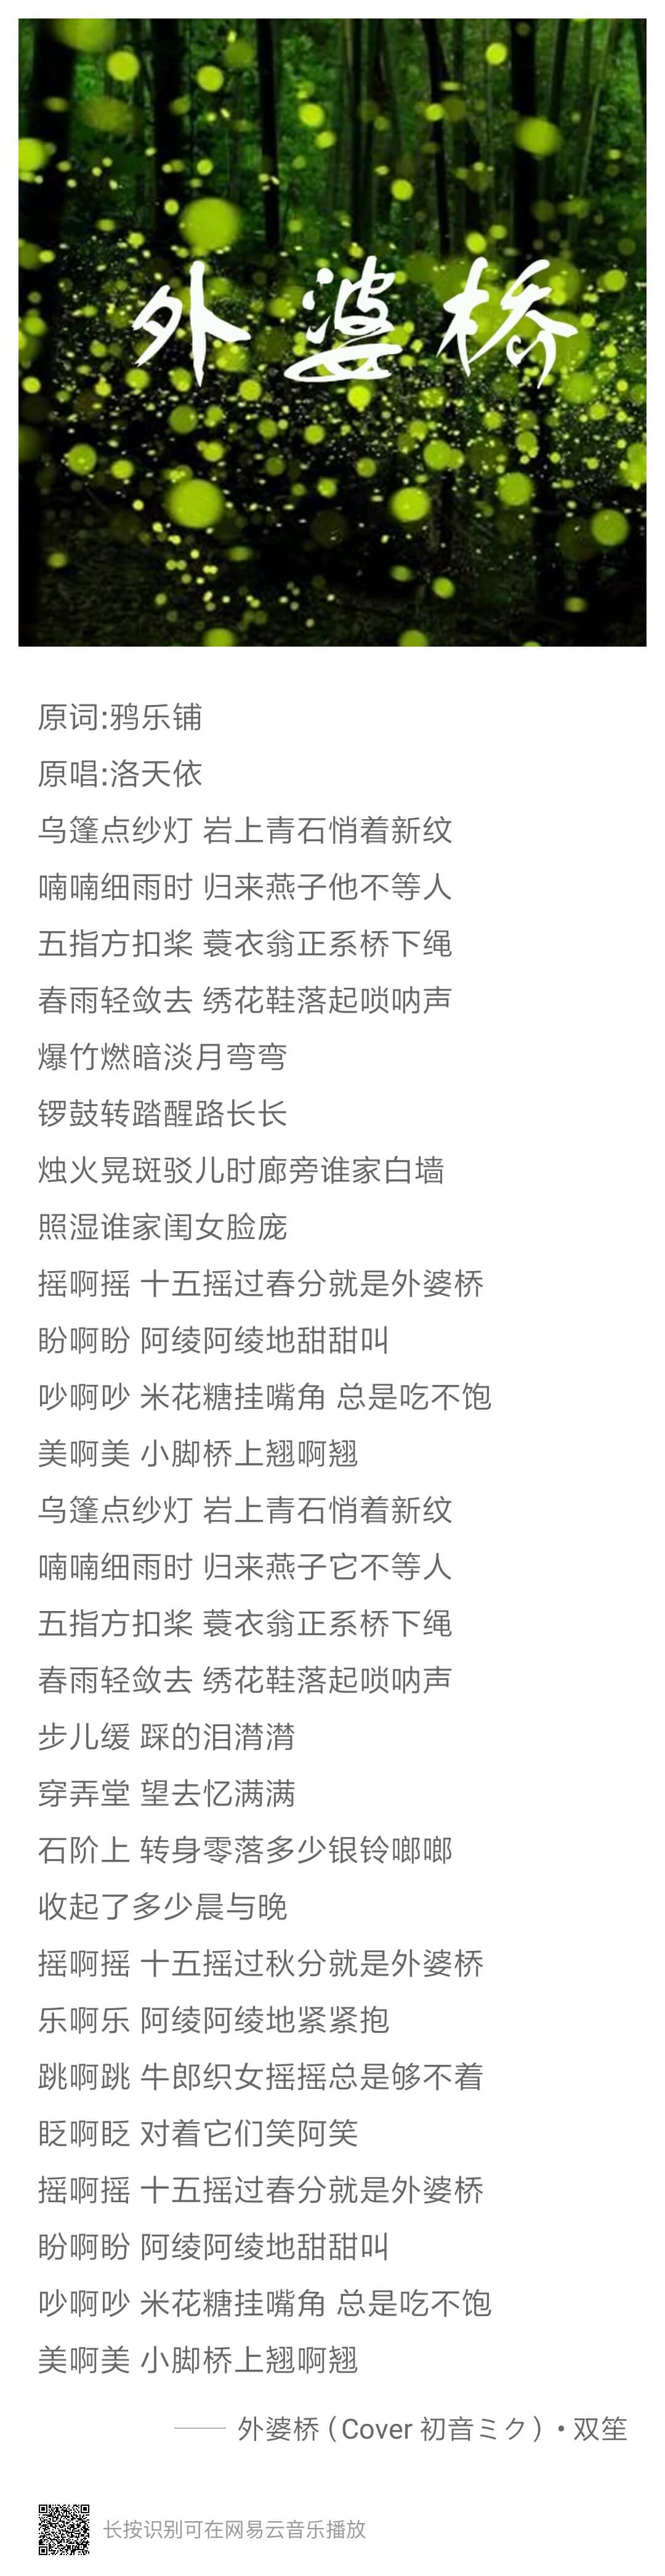 外婆桥
原词:鸦乐铺
原唱:洛天依
乌篷点纱灯 岩上青石悄着新纹
喃喃细雨时 归来燕子他不等人
五指方扣桨 蓑衣翁正系桥下绳
春雨轻敛去 绣花鞋落起唢呐声
爆竹燃暗淡月弯弯
锣鼓转踏醒路长长
烛火晃斑驳儿时廊旁谁家白墙
照湿谁家闺女脸庞
摇啊摇 十五摇过春分就是外婆桥
盼啊盼 阿绫阿绫地甜甜叫
吵啊吵 米花糖挂嘴角 总是吃不饱
美啊美 小脚桥上翘啊翘
乌篷点纱灯 岩上青石悄着新纹
喃喃细雨时 归来燕子它不等人
五指方扣桨 蓑衣翁正系桥下绳
春雨轻敛去 绣花鞋落起唢呐声
步儿缓 踩的泪潸潸
穿弄堂 望去忆满满
石阶上 转身零落多少银铃啷啷
收起了多少晨与晚
摇啊摇 十五摇过秋分就是外婆桥
乐啊乐 阿绫阿绫地紧紧抱
跳啊跳 牛郎织女摇摇总是够不着
眨啊眨 对着它们笑阿笑
摇啊摇 十五摇过春分就是外婆桥
盼啊盼 阿绫阿绫地甜甜叫
吵啊吵 米花糖挂嘴角 总是吃不饱
美啊美 小脚桥上翘啊翘
—— 外婆桥 (Cover 初音ミク) • 双笙
长按识别可在网易云音乐播放